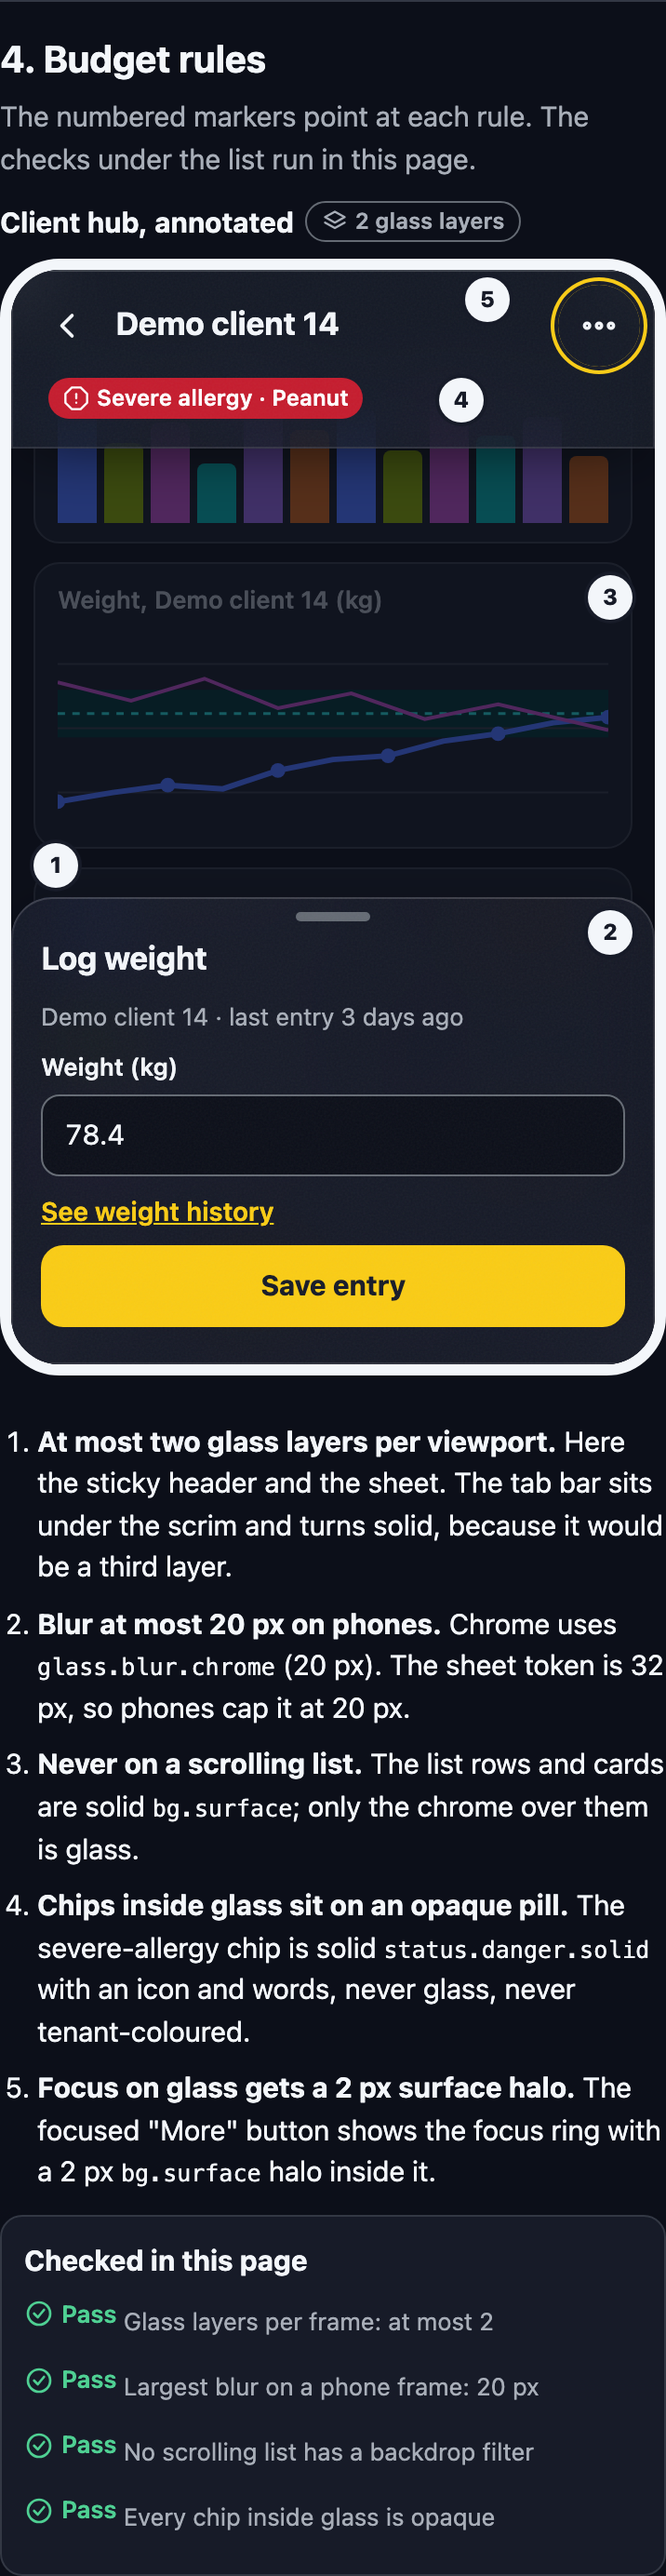 4. Budget rules
The numbered markers point at each rule. The
checks under the list run in this page.
Client hub, annotated 2 glass layers
5
Demo client 14
Severe allergy · Peanut
4
Weight, Demo client 14 (kg)
3
1
2
Log weight
Demo client 14 · last entry 3 days ago
Weight (kg)
78.4
See weight history
Save entry
1. At most two glass layers per viewport. Here
the sticky header and the sheet. The tab bar sits
under the scrim and turns solid, because it would
be a third layer.
2. Blur at most 20 px on phones. Chrome uses
glass.blur.chrome (20 px). The sheet token is 32
px, so phones cap it at 20 px.
3. Never on a scrolling list. The list rows and cards
are solid bg.surface; only the chrome over them
is glass.
4. Chips inside glass sit on an opaque pill. The
severe-allergy chip is solid status.danger.solid
with an icon and words, never glass, never
tenant-coloured.
5. Focus on glass gets a 2 px surface halo. The
focused "More" button shows the focus ring with
a 2 px bg.surface halo inside it.
Checked in this page
Pass Glass layers per frame: at most 2
Pass Largest blur on a phone frame: 20 px
Pass No scrolling list has a backdrop filter
Pass Every chip inside glass is opaque